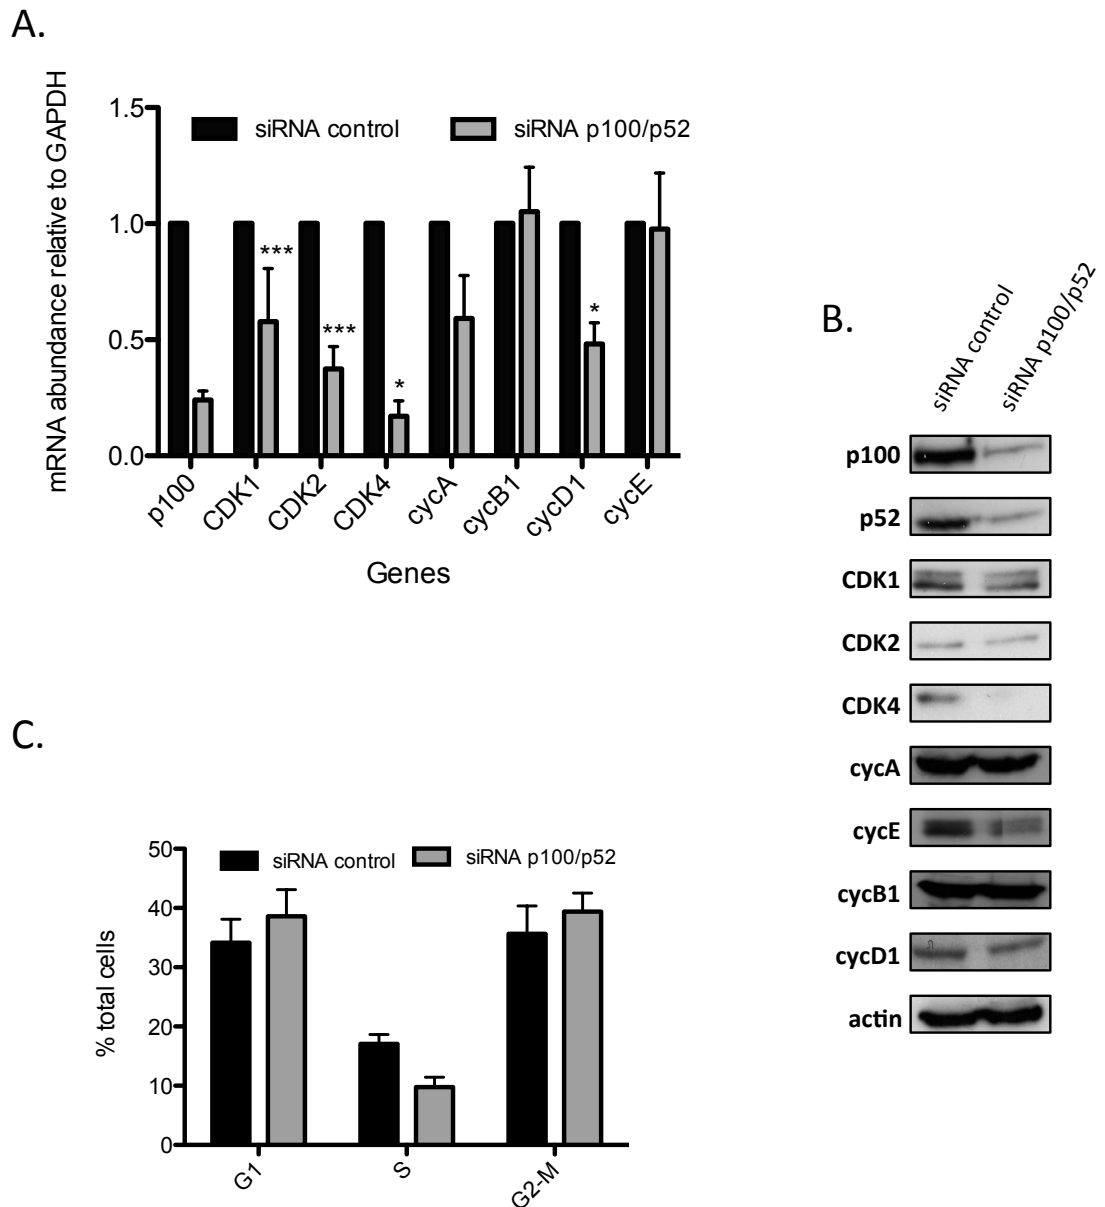 A.
mRNA abundance relative to GAPDH
1.5
1.0
0.5
0.0
siRNA control
siRNA p100/p52
***
***
*
*
p100
CDK1
CDK2
CDK4
cycA
cycB1
cycD1
cycE
Genes
B.
siRNA control
siRNA p100/p52
p100
p52
CDK1
CDK2
CDK4
cycA
cycE
cycB1
cycD1
actin
C.
% total cells
50
40
30
20
10
0
siRNA control
siRNA p100/p52
G1
S
G2-M